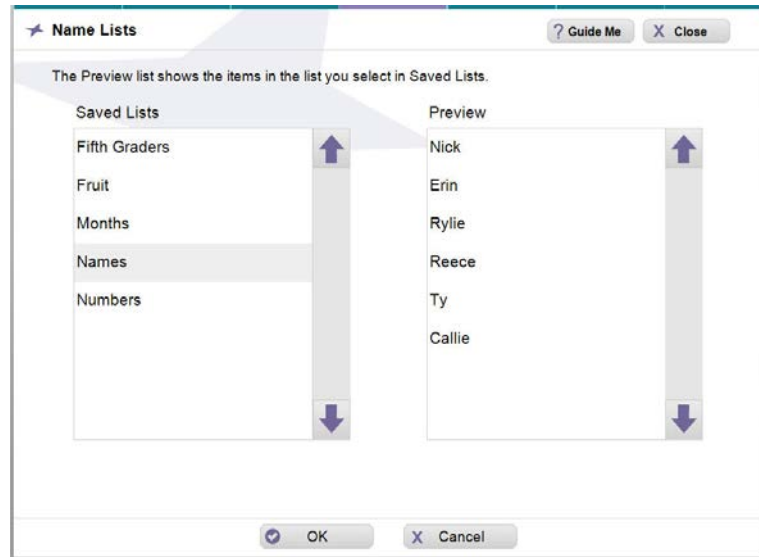 Name Lists
? Guide Me
X Close
The Preview list shows the items in the list you select in Saved Lists.
Saved Lists
Fifth Graders
Fruit
Months
Names
Numbers
Preview
Nick
Erin
Rylie
Reece
Ty
Callie
OK
X Cancel